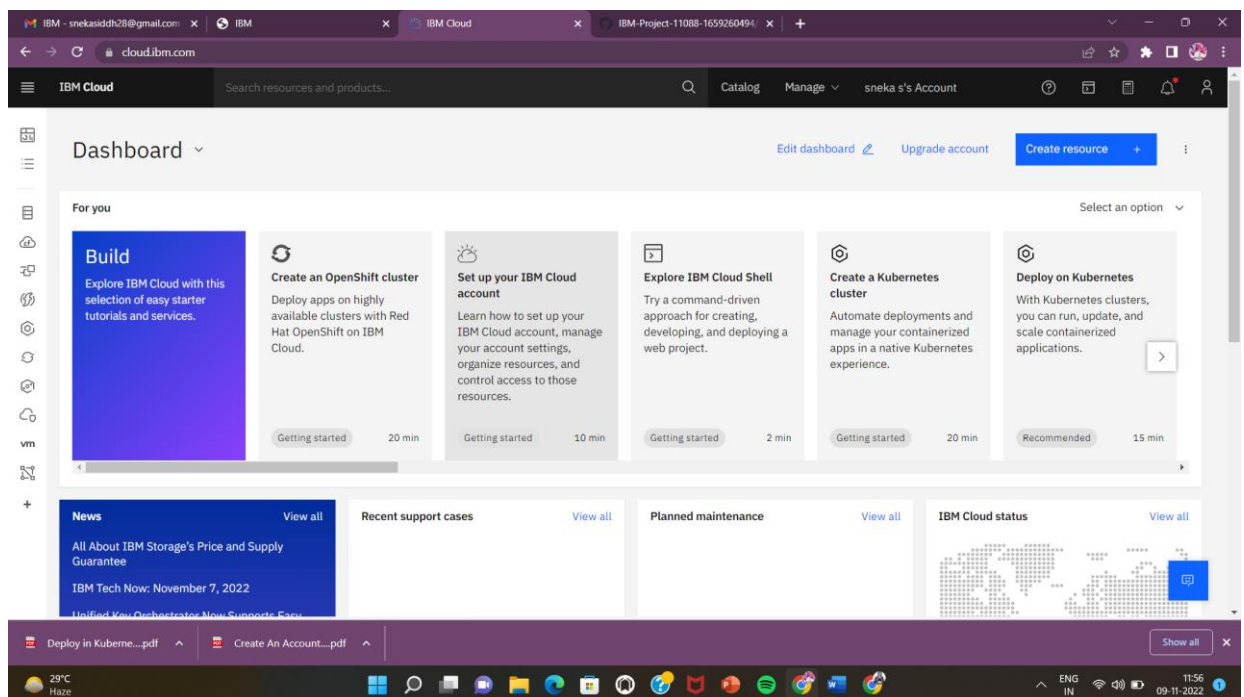 IBM - snekasiddh28@gmail.com
IBM
IBM Cloud
IBM-Project-11088-1659260494/
cloud.ibm.com
IBM Cloud
Search resources and products...
Catalog
Manage
sneka s's Account
Dashboard
Edit dashboard
Upgrade account
Create resource +
For you
Select an option
Build
Explore IBM Cloud with this
selection of easy starter
tutorials and services.
Create an OpenShift cluster
Deploy apps on highly
available clusters with Red
Hat OpenShift on IBM
Cloud.
Getting started
20 min
Set up your IBM Cloud
account
Learn how to set up your
IBM Cloud account, manage
your account settings,
organize resources, and
control access to those
resources.
Getting started
10 min
Explore IBM Cloud Shell
Try a command-driven
approach for creating,
developing, and deploying a
web project.
Getting started
2 min
Create a Kubernetes
cluster
Automate deployments and
manage your containerized
apps in a native Kubernetes
experience.
Getting started
20 min
Deploy on Kubernetes
With Kubernetes clusters,
you can run, update, and
scale containerized
applications.
Recommended
15 min
vm
News
View all
All About IBM Storage's Price and Supply
Guarantee
IBM Tech Now: November 7, 2022
Unified Key Orchestrator Now Supports Easy
Recent support cases
View all
Planned maintenance
View all
IBM Cloud status
View all
Deploy in Kuberne....pdf
Create An Account....pdf
Show all
29°C
Haze
ENG
IN
11:56
09-11-2022
1